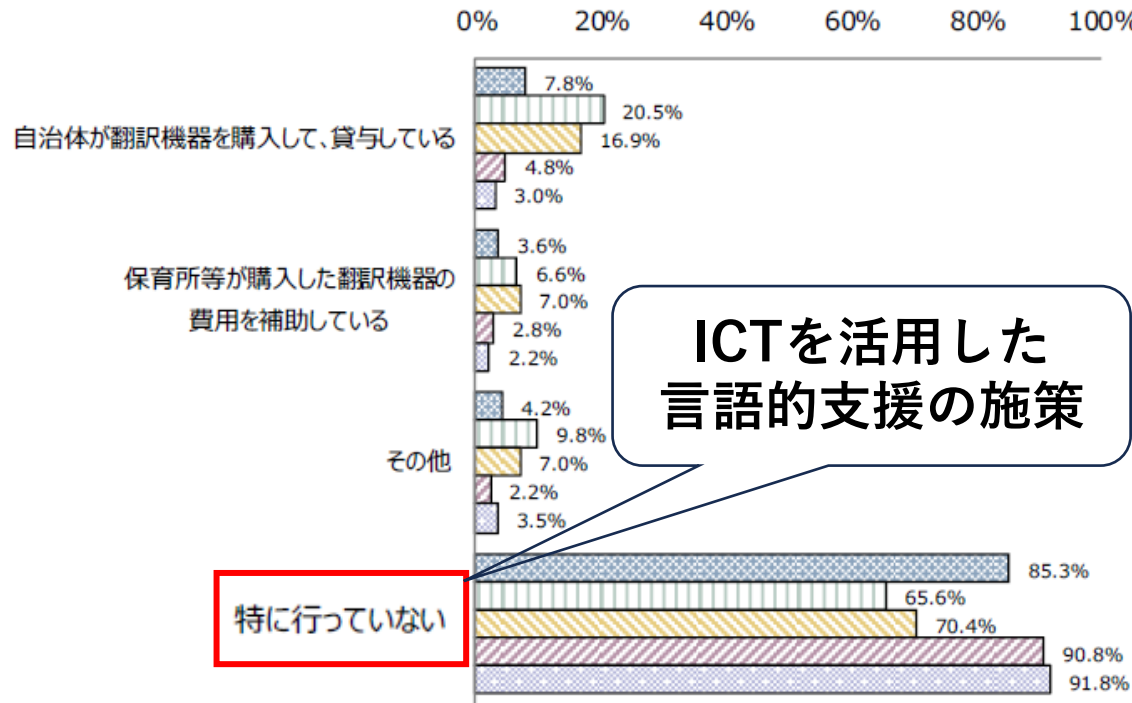 0% 20% 40% 60% 80% 100%
自治体が翻訳機器を購入して、貸与している
7.8%
20.5%
16.9%
4.8%
3.0%
保育所等が購入した翻訳機器の
費用を補助している
3.6%
6.6%
7.0%
2.8%
2.2%
ICTを活用した
言語的支援の施策
その他
4.2%
9.8%
7.0%
2.2%
3.5%
特に行っていない
85.3%
65.6%
70.4%
90.8%
91.8%